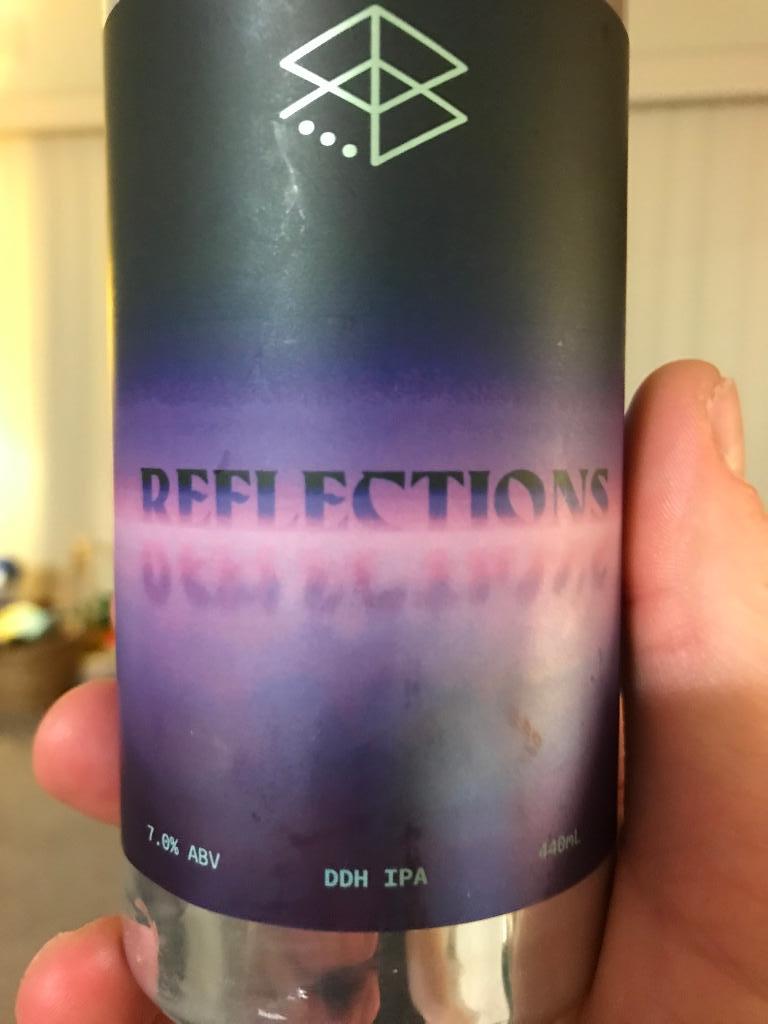 REFLECTIONS
7.0% ABV
DDH IPA
440mL